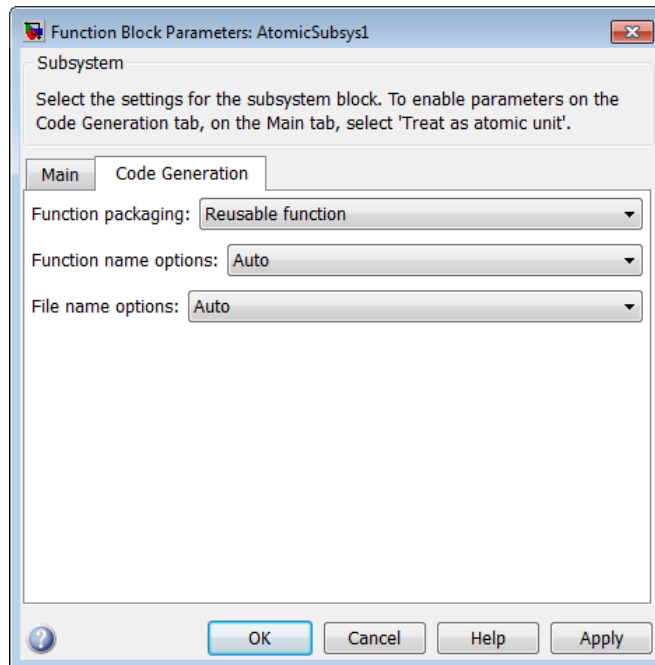 Function Block Parameters: AtomicSubsys1
Subsystem
Select the settings for the subsystem block. To enable parameters on the
Code Generation tab, on the Main tab, select 'Treat as atomic unit'.
Main Code Generation
Function packaging: Reusable function
Function name options: Auto
File name options: Auto
? OK Cancel Help Apply